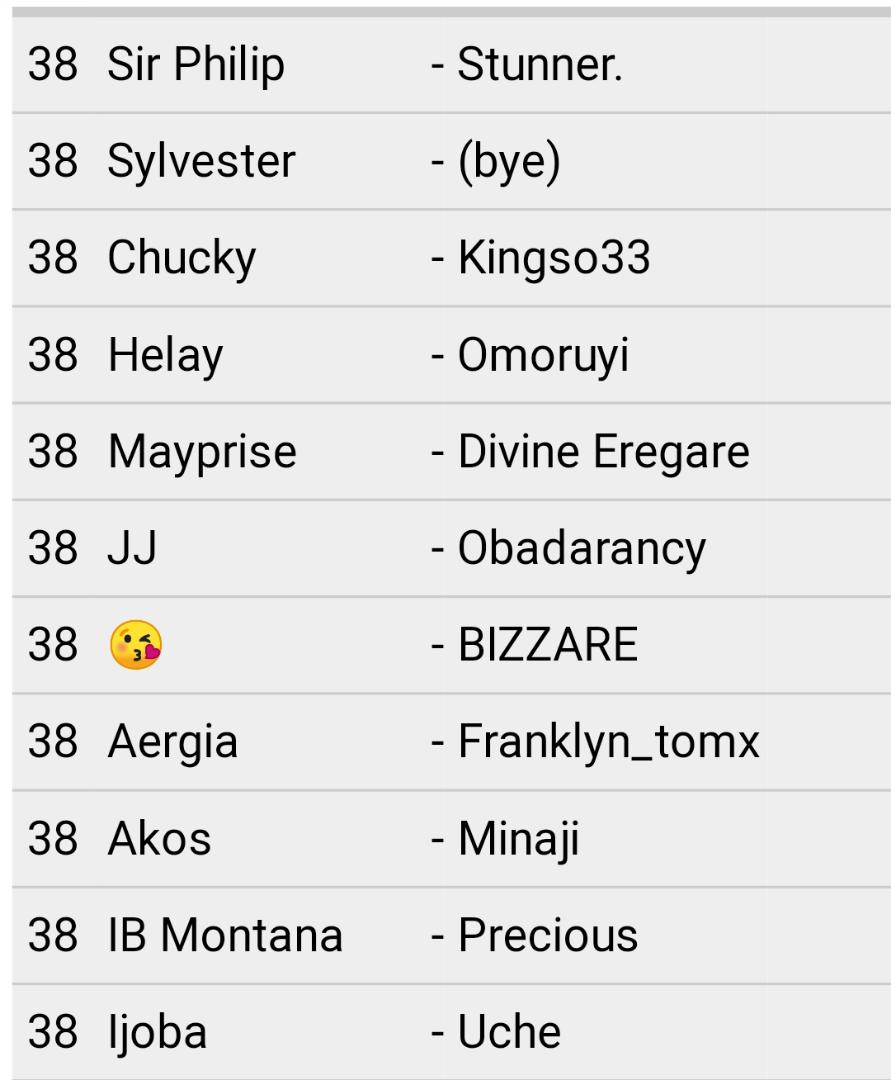 38 Sir Philip - Stunner.
38 Sylvester - (bye)
38 Chucky - Kingso33
38 Helay - Omoruyi
38 Mayprise - Divine Eregare
38 JJ - Obadarancy
38 😘 - BIZZARE
38 Aergia - Franklyn_tomx
38 Akos - Minaji
38 IB Montana - Precious
38 Ijoba - Uche